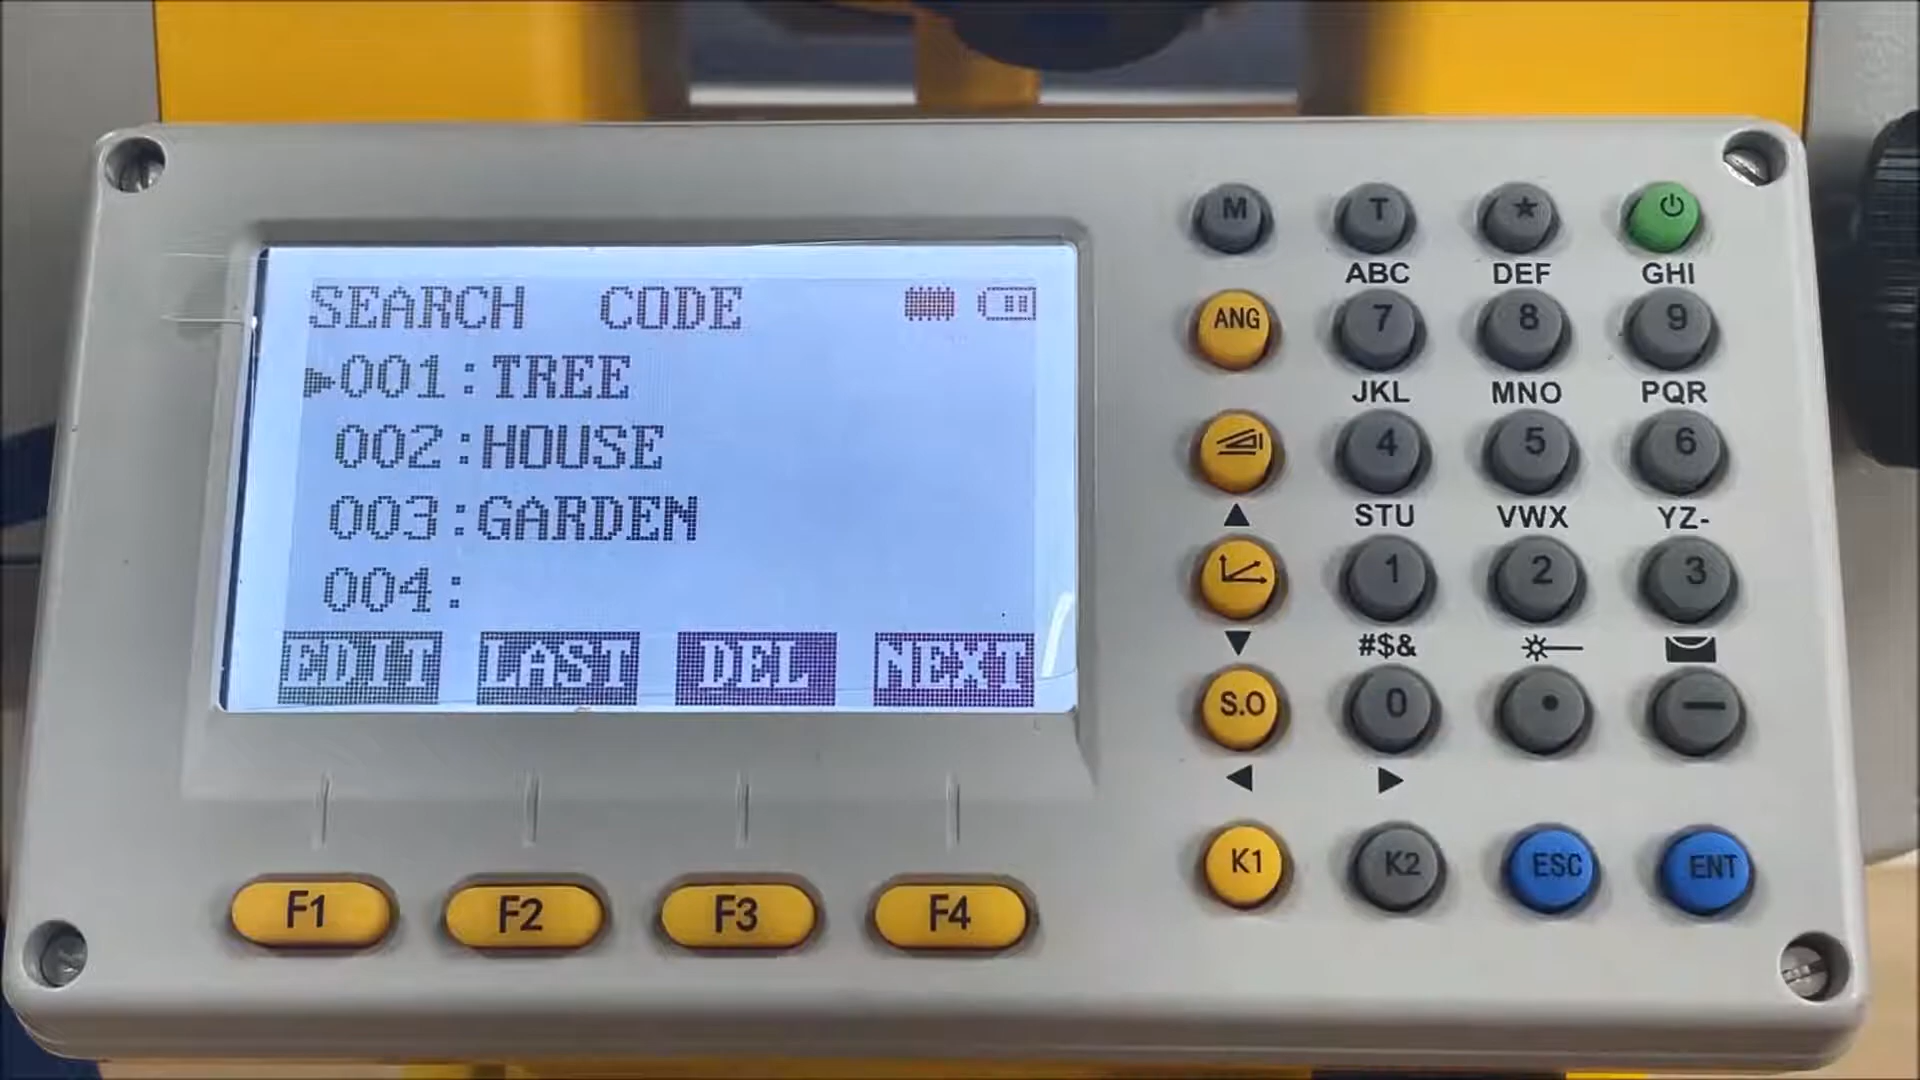 SEARCH CODE
001:TREE
002:HOUSE
003:GARDEN
004:
EDIT LAST DEL NEXT
F1 F2 F3 F4
M T ★
ABC DEF GHI
ANG 7 8 9
JKL MNO PQR
4 5 6
STU VWX YZ-
1 2 3
#$&
S.O 0 • —
K1 K2 ESC ENT